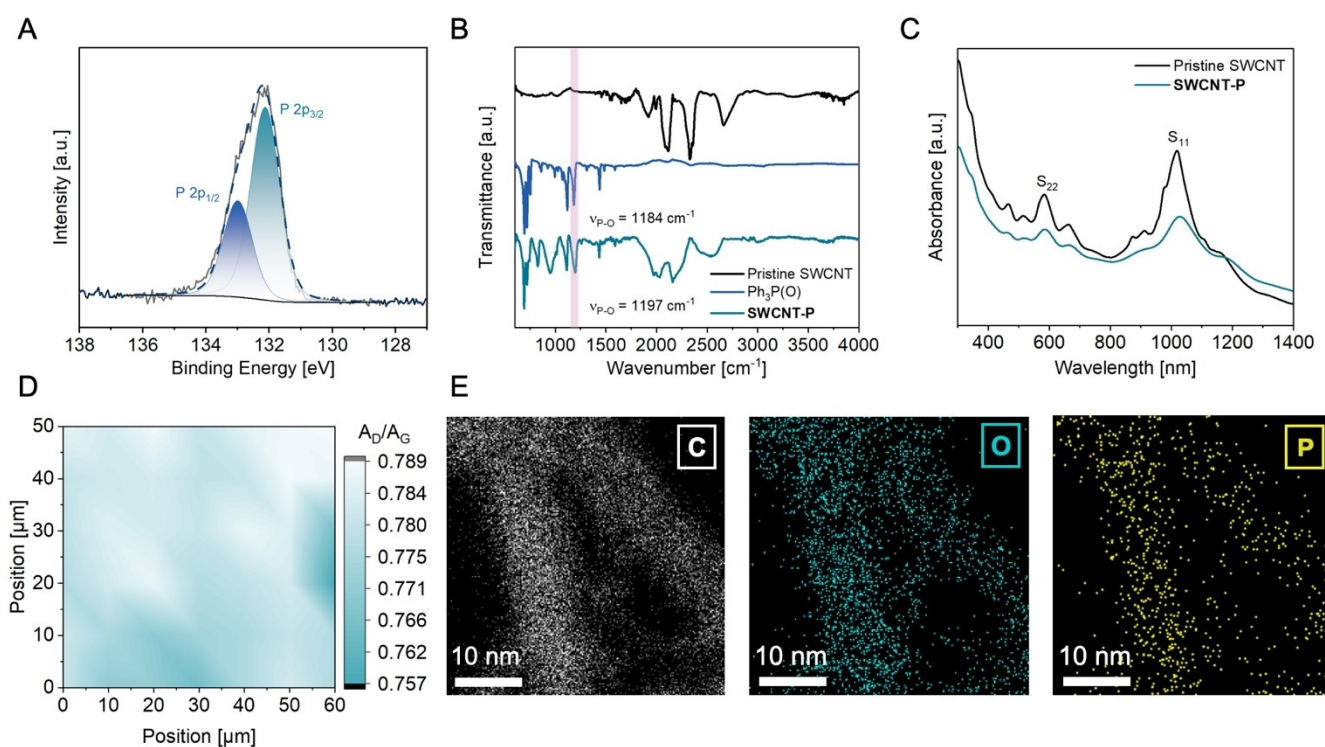 A
P 2p3/2
P 2p1/2
Intensity [a.u.]
138 136 134 132 130 128
Binding Energy [eV]
B
Transmittance [a.u.]
νP-O = 1184 cm-1
Pristine SWCNT
Ph3P(O)
SWCNT-P
νP-O = 1197 cm-1
1000 1500 2000 2500 3000 3500 4000
Wavenumber [cm-1]
C
Pristine SWCNT
SWCNT-P
S11
S22
Absorbance [a.u.]
400 600 800 1000 1200 1400
Wavelength [nm]
D
AD/AG
50
40
30
20
10
0
Position [µm]
0 10 20 30 40 50 60
Position [µm]
0.789
0.784
0.780
0.775
0.771
0.766
0.762
0.757
E
C
10 nm
O
10 nm
P
10 nm